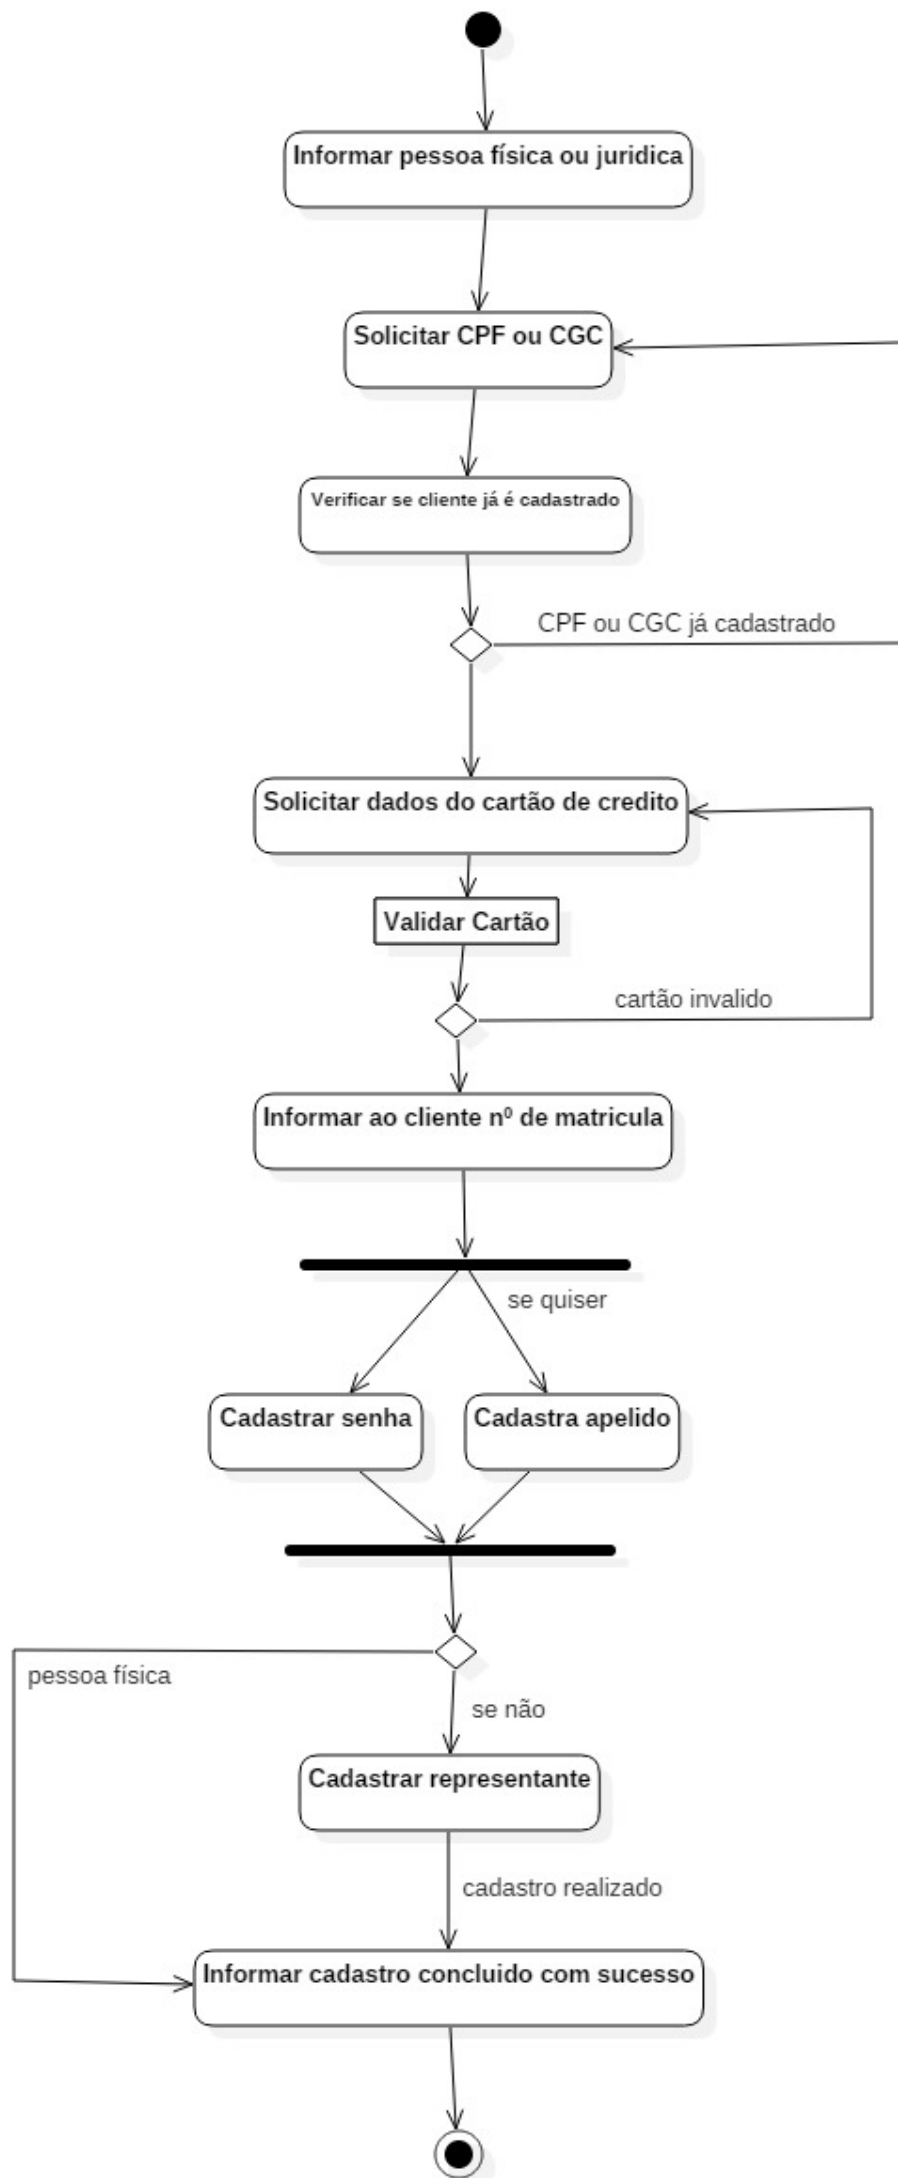 Informar pessoa física ou juridica
Solicitar CPF ou CGC
Verificar se cliente já é cadastrado
CPF ou CGC já cadastrado
Solicitar dados do cartão de credito
Validar Cartão
cartão invalido
Informar ao cliente nº de matricula
se quiser
Cadastrar senha
Cadastra apelido
pessoa física
se não
Cadastrar representante
cadastro realizado
Informar cadastro concluido com sucesso